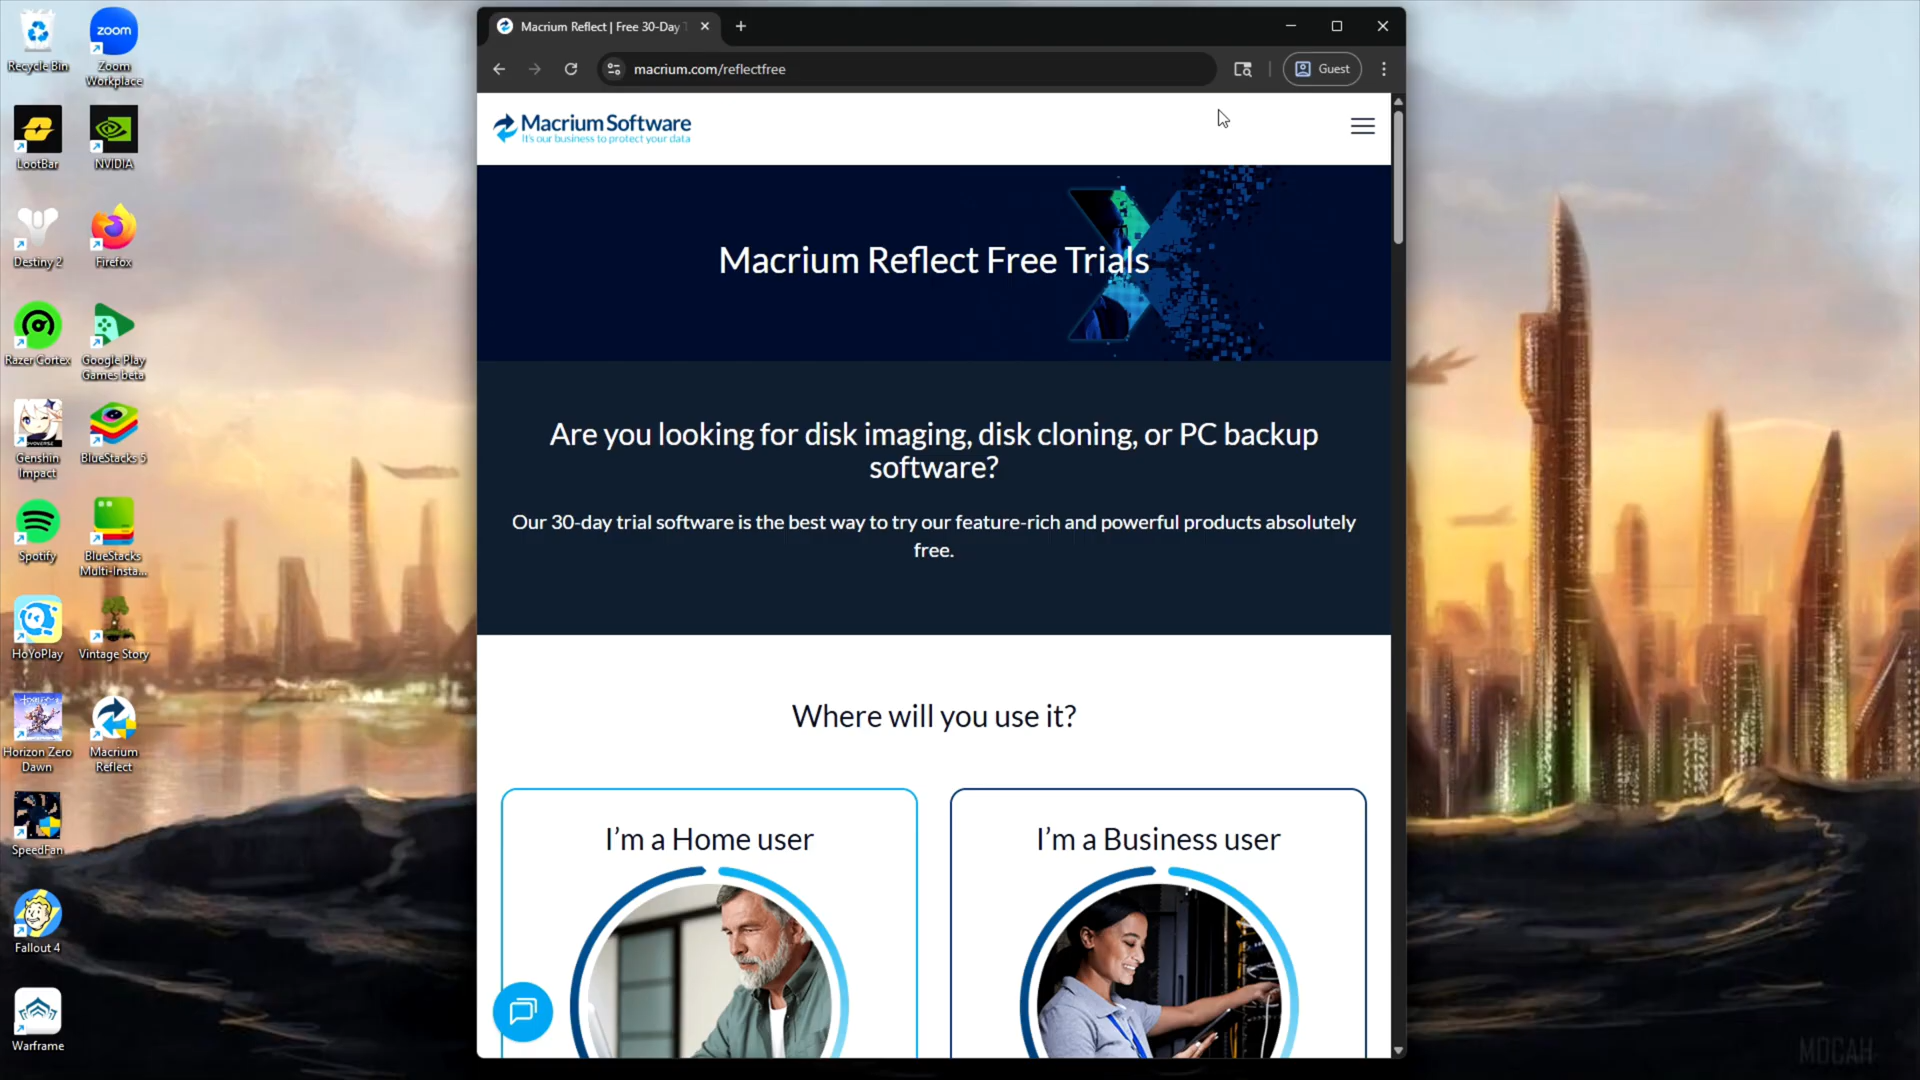 Recycle Bin
zoom
Zoom
Workplace
LootBar
NVIDIA
Destiny 2
Firefox
Razer Cortex
Google Play
Games beta
Genshin
Impact
BlueStacks 5
Spotify
BlueStacks
Multi-Insta...
HoYoPlay
Vintage Story
Horizon Zero
Dawn
Macrium
Reflect
SpeedFan
Fallout 4
Warframe
Macrium Reflect | Free 30-Day T
macrium.com/reflectfree
Guest
Macrium Software
It's our business to protect your data
Macrium Reflect Free Trials
Are you looking for disk imaging, disk cloning, or PC backup
software?
Our 30-day trial software is the best way to try our feature-rich and powerful products absolutely
free.
Where will you use it?
I'm a Home user
I'm a Business user
MOCAH